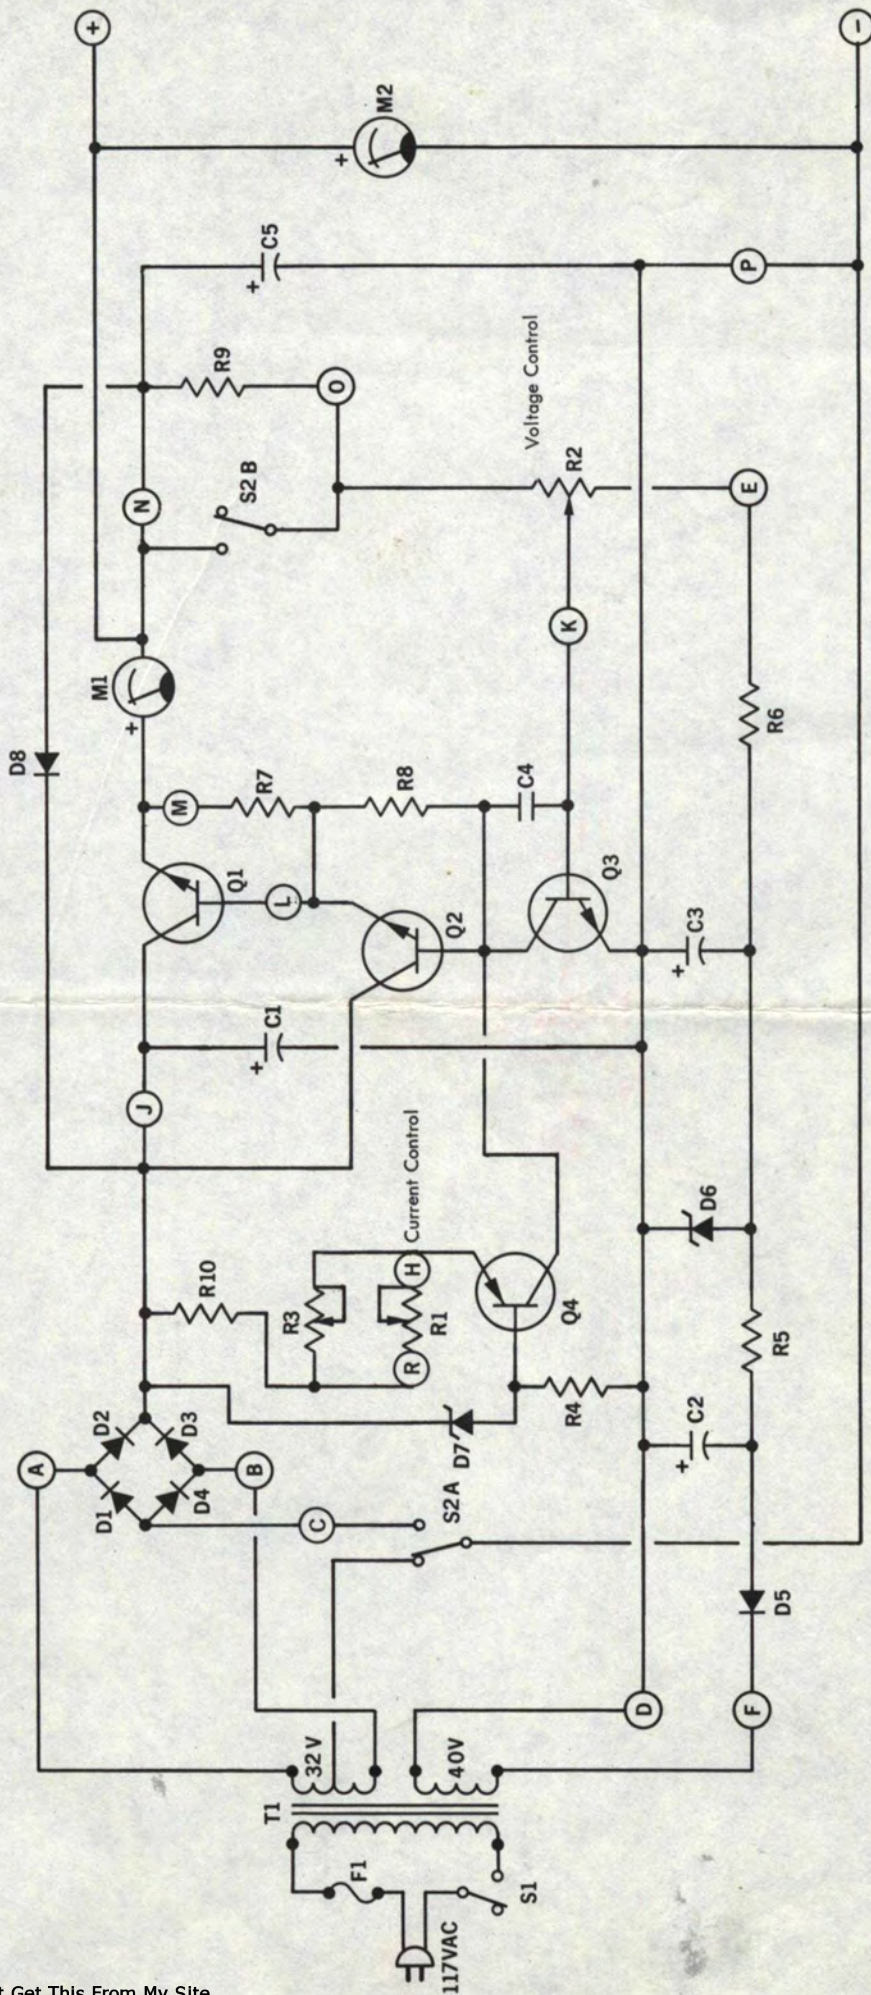 +
−
M2
+
C5
+
R9
O
D8
N
S2 B
Voltage Control
R2
E
P
M1
+
K
M
R7
R8
C4
R6
Q1
L
Q2
Q3
C1
+
C3
+
J
Current Control
R10
R3
H
R1
R
Q4
D6
D7
R4
R5
A
D2
D3
B
D1
D4
C
S2 A
C2
+
D5
32 V
40V
D
F
T1
F1
S1
117VAC
t Get This From My Site